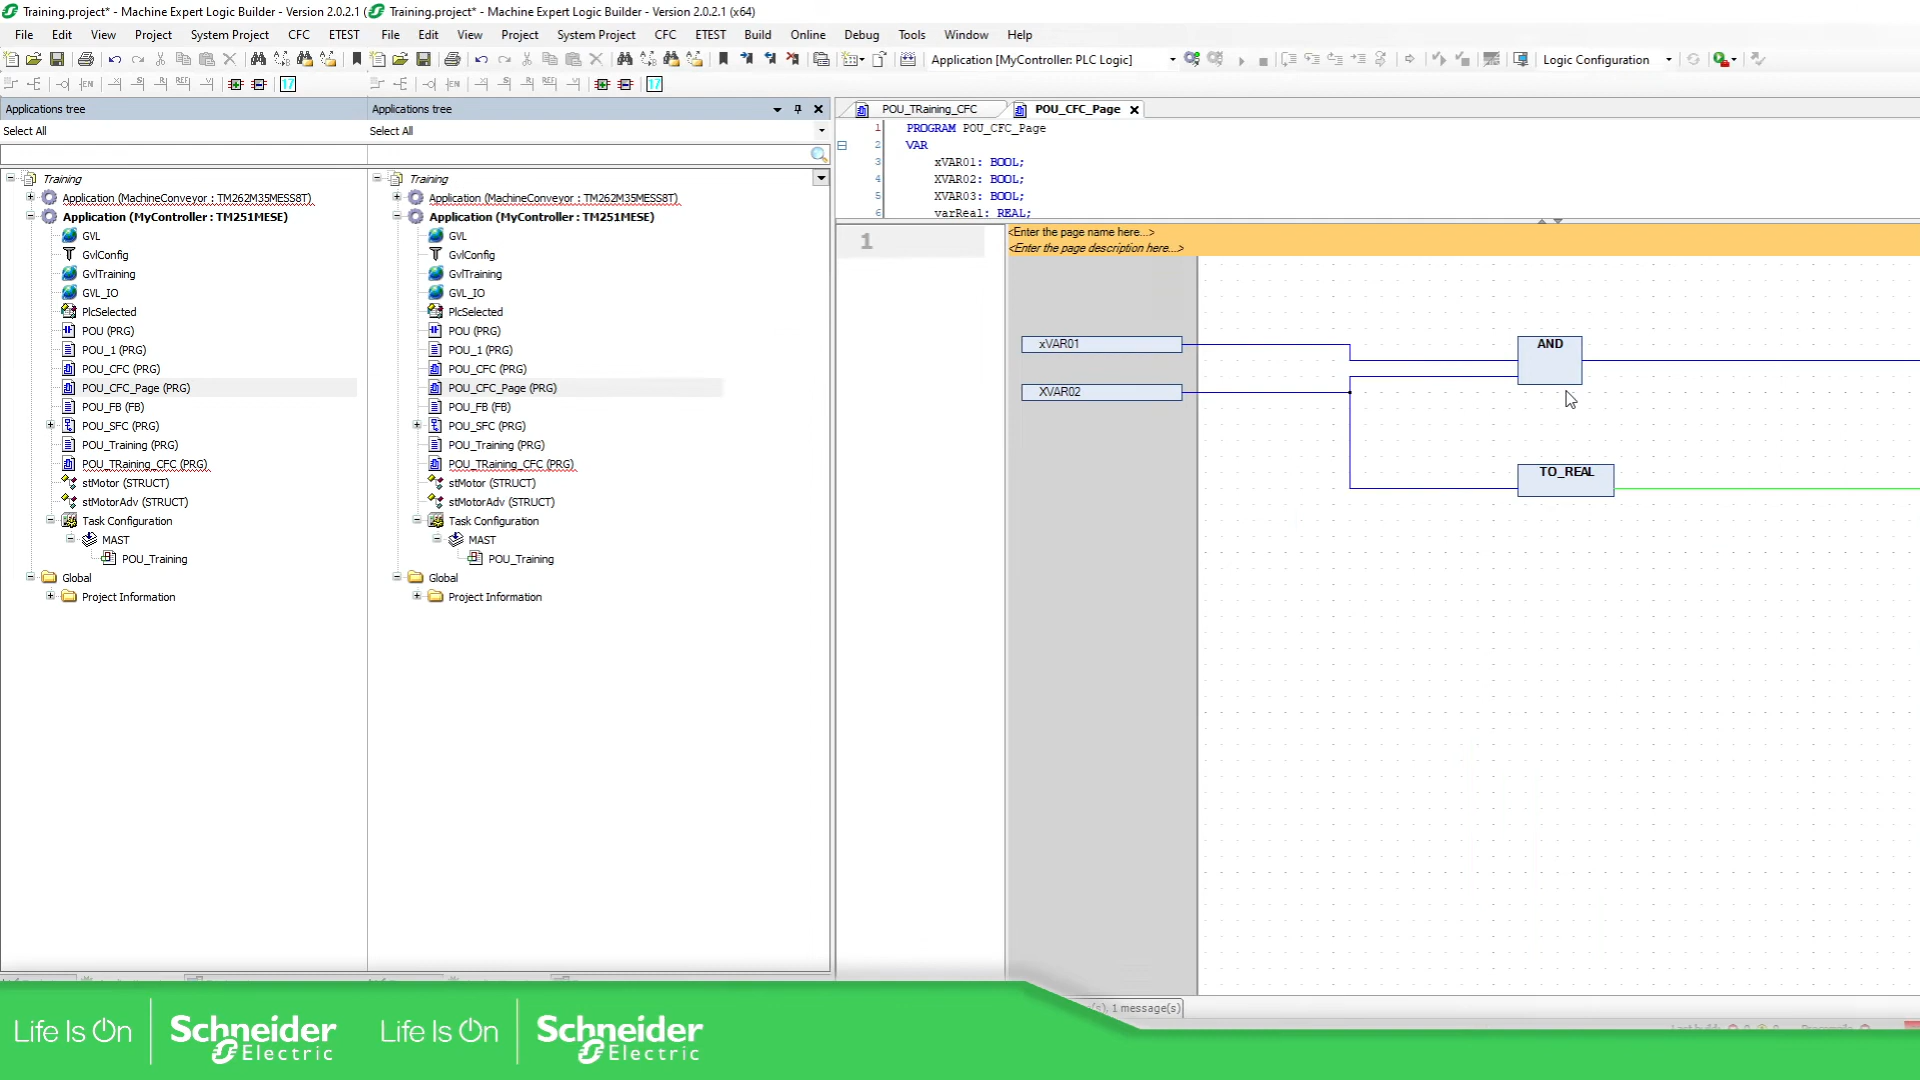 Training.project* - Machine Expert Logic Builder - Version 2.0.2.1 (
Training.project* - Machine Expert Logic Builder - Version 2.0.2.1 (x64)
File Edit View Project System Project CFC ETEST
File Edit View Project System Project CFC ETEST Build Online Debug Tools Window Help
Application [MyController: PLC Logic]
Logic Configuration
17
17
Applications tree
Select All
Training
Application (MachineConveyor : TM262M35MESS8T)
Application (MyController : TM251MESE)
GVL
GvlConfig
GvlTraining
GVL_IO
PlcSelected
POU (PRG)
POU_1 (PRG)
POU_CFC (PRG)
POU_CFC_Page (PRG)
POU_FB (FB)
POU_SFC (PRG)
POU_Training (PRG)
POU_TRaining_CFC (PRG)
stMotor (STRUCT)
stMotorAdv (STRUCT)
Task Configuration
MAST
POU_Training
Global
Project Information
Applications tree
Select All
Training
Application (MachineConveyor : TM262M35MESS8T)
Application (MyController : TM251MESE)
GVL
GvlConfig
GvlTraining
GVL_IO
PlcSelected
POU (PRG)
POU_1 (PRG)
POU_CFC (PRG)
POU_CFC_Page (PRG)
POU_FB (FB)
POU_SFC (PRG)
POU_Training (PRG)
POU_TRaining_CFC (PRG)
stMotor (STRUCT)
stMotorAdv (STRUCT)
Task Configuration
MAST
POU_Training
Global
Project Information
POU_TRaining_CFC
POU_CFC_Page
1 PROGRAM POU_CFC_Page
2 VAR
3 xVAR01: BOOL;
4 XVAR02: BOOL;
5 XVAR03: BOOL;
6 varReal: REAL;
1
<Enter the page name here...>
<Enter the page description here...>
xVAR01
XVAR02
AND
TO_REAL
(s), 1 message(s)
Life Is On
Schneider
Electric
Life Is On
Schneider
Electric